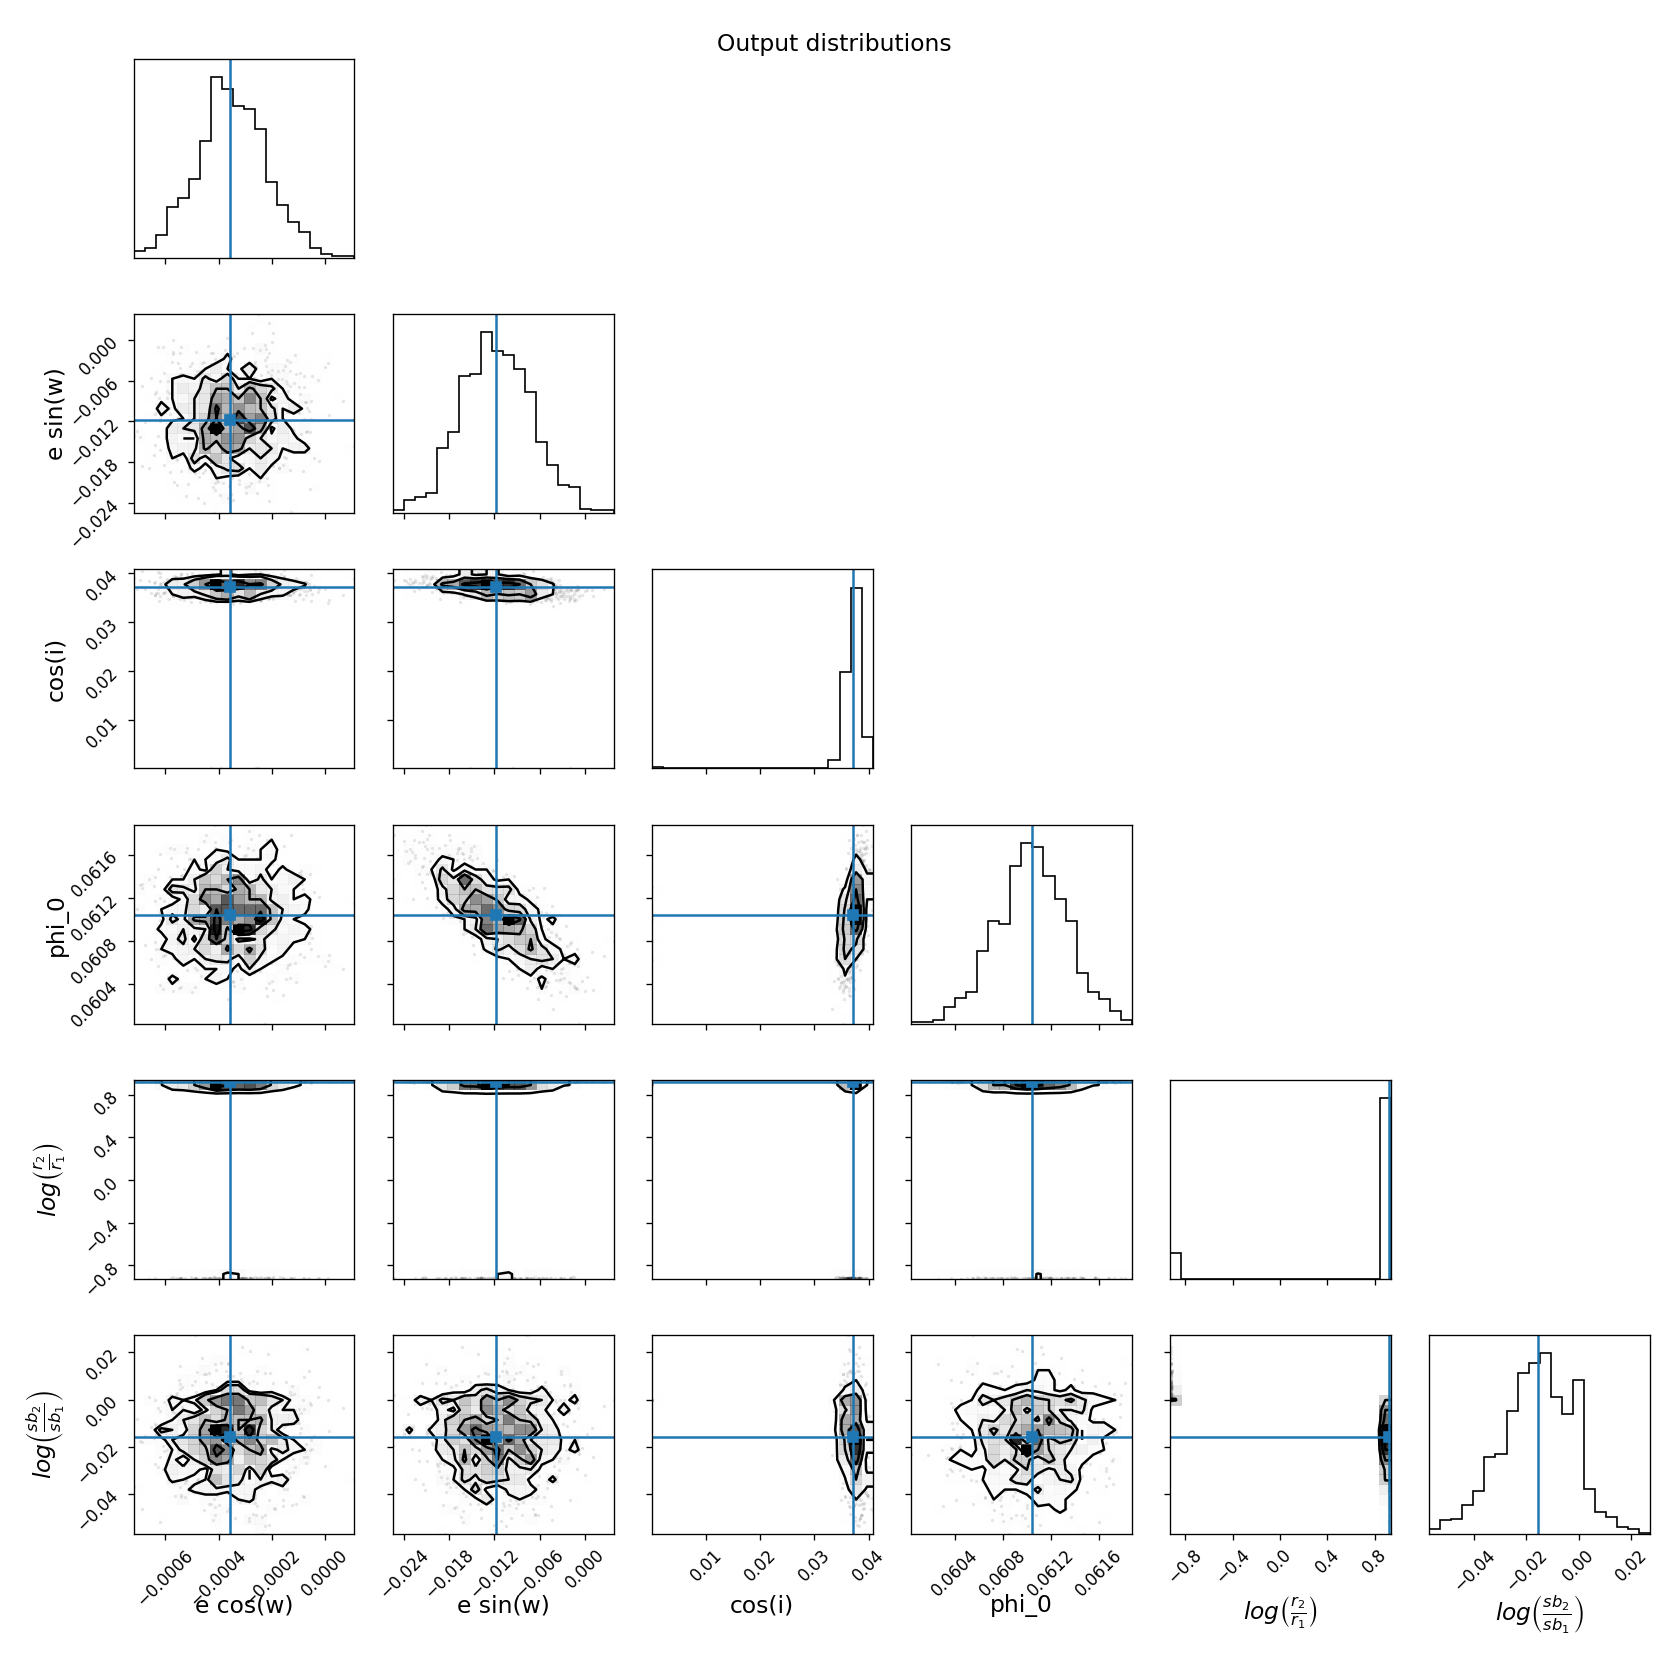 Output distributions
e sin(w)
0.000
−0.006
−0.012
−0.018
−0.024
cos(i)
0.04
0.03
0.02
0.01
phi_0
0.0616
0.0612
0.0608
0.0604
log(r₂/r₁)
0.8
0.4
0.0
−0.4
−0.8
log(sb₂/sb₁)
0.02
0.00
−0.02
−0.04
−0.0006 −0.0004 −0.0002 0.0000
−0.024 −0.018 −0.012 −0.006 0.000
0.01 0.02 0.03 0.04
0.0604 0.0608 0.0612 0.0616
−0.8 −0.4 0.0 0.4 0.8
−0.04 −0.02 0.00 0.02
e cos(w)
e sin(w)
cos(i)
phi_0
log(r₂/r₁)
log(sb₂/sb₁)